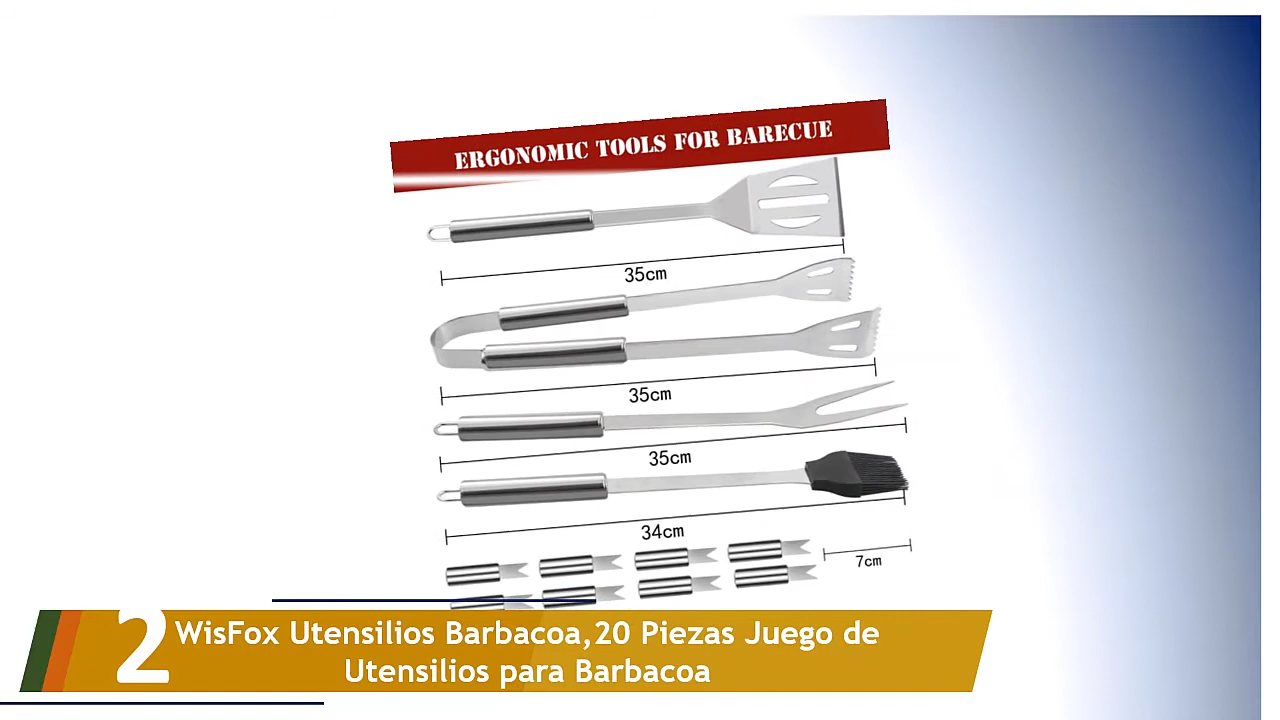 ERGONOMIC TOOLS FOR BARECUE
35cm
35cm
35cm
34cm
7cm
2
WisFox Utensilios Barbacoa,20 Piezas Juego de
Utensilios para Barbacoa